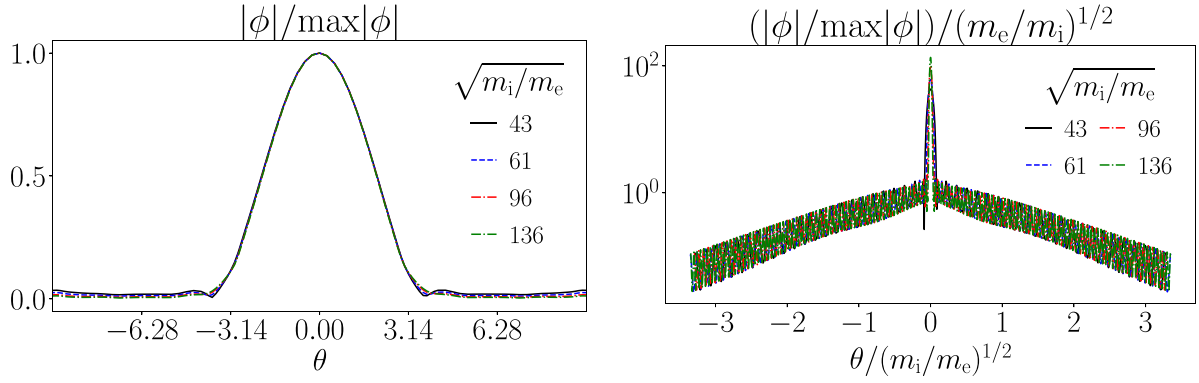 |ϕ|/max|ϕ|
1.0
0.5
0.0
√(m_i/m_e)
43
61
96
136
−6.28 −3.14 0.00 3.14 6.28
θ
(|ϕ|/max|ϕ|)/(m_e/m_i)^{1/2}
10^2
10^0
√(m_i/m_e)
43 96
61 136
−3 −2 −1 0 1 2 3
θ/(m_i/m_e)^{1/2}